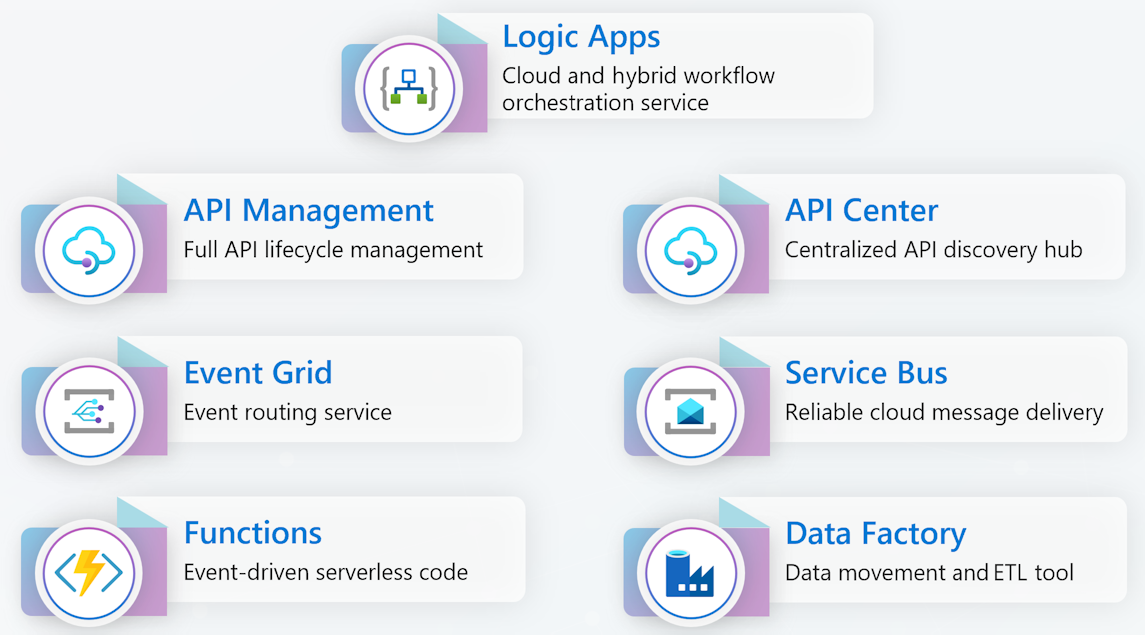 Logic Apps
Cloud and hybrid workflow
orchestration service
API Management
Full API lifecycle management
API Center
Centralized API discovery hub
Event Grid
Event routing service
Service Bus
Reliable cloud message delivery
Functions
Event-driven serverless code
Data Factory
Data movement and ETL tool